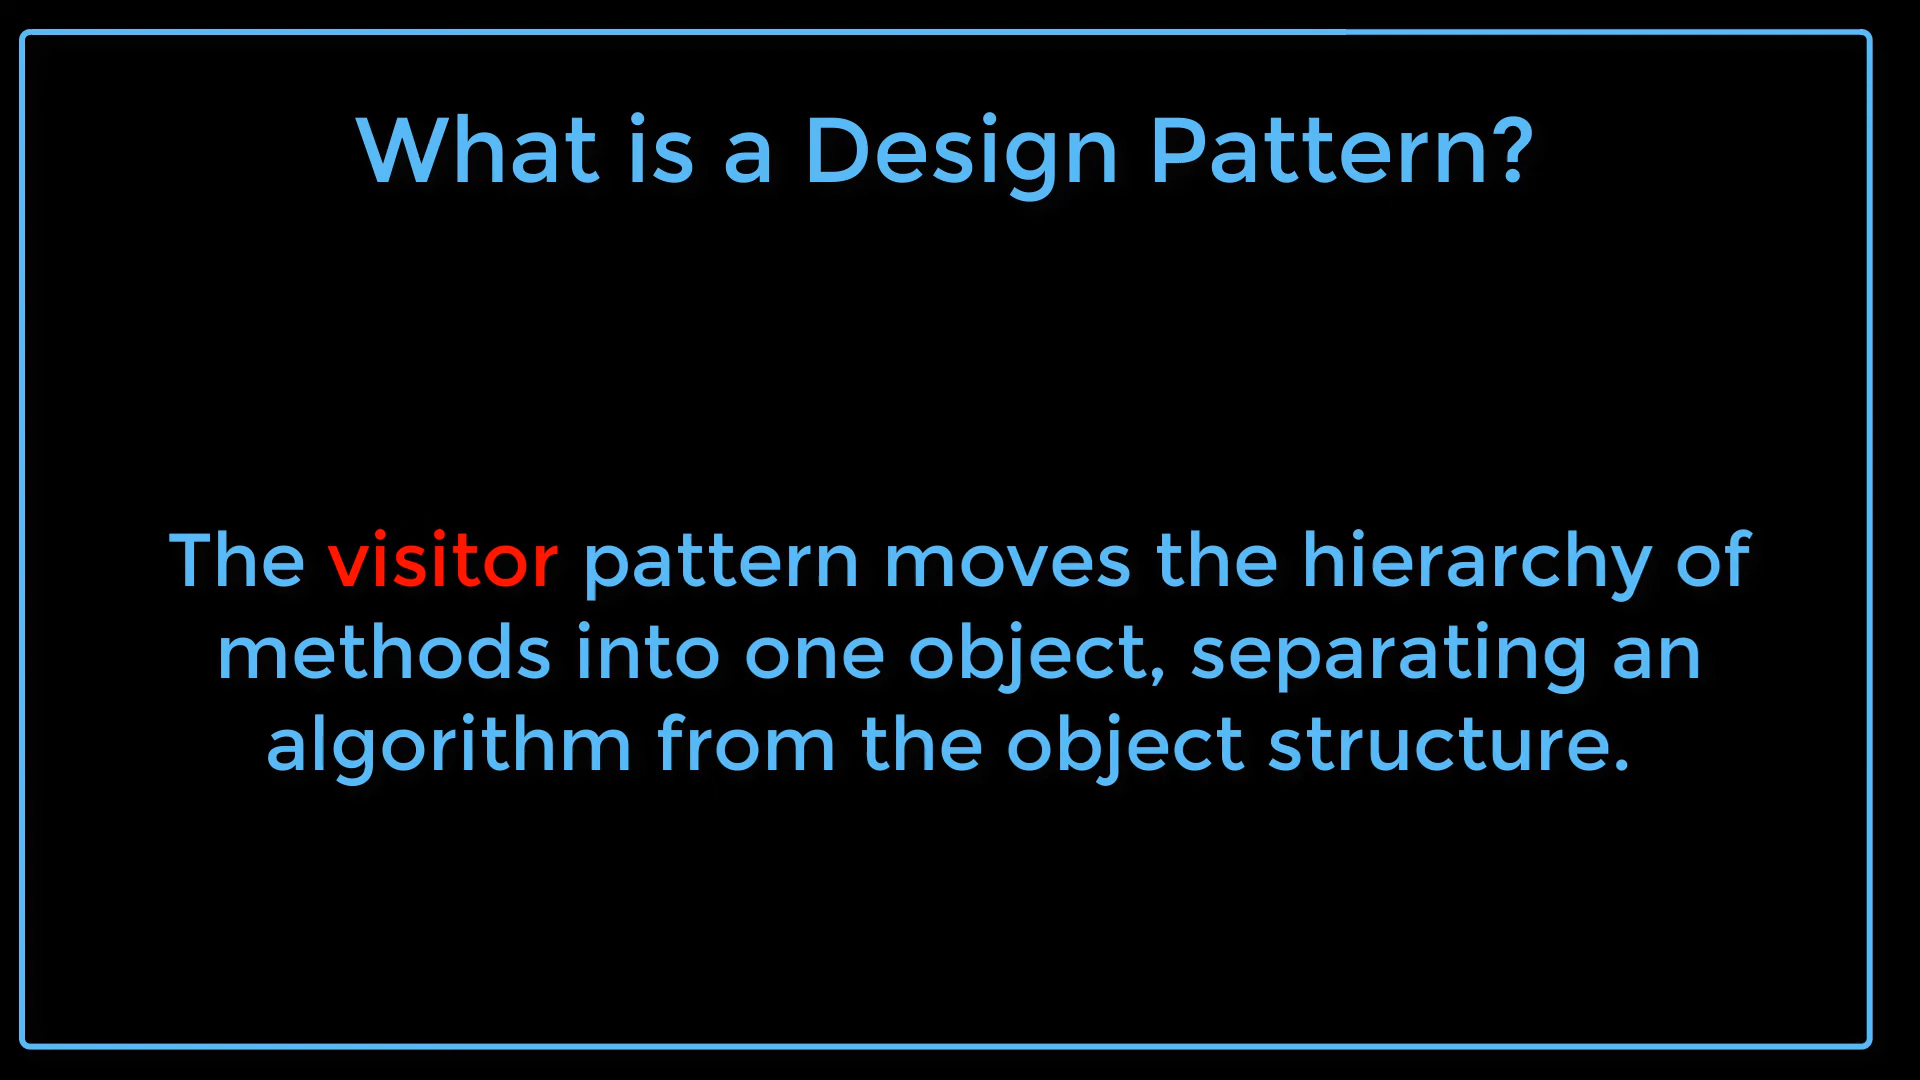 What is a Design Pattern?
The visitor pattern moves the hierarchy of
methods into one object, separating an
algorithm from the object structure.